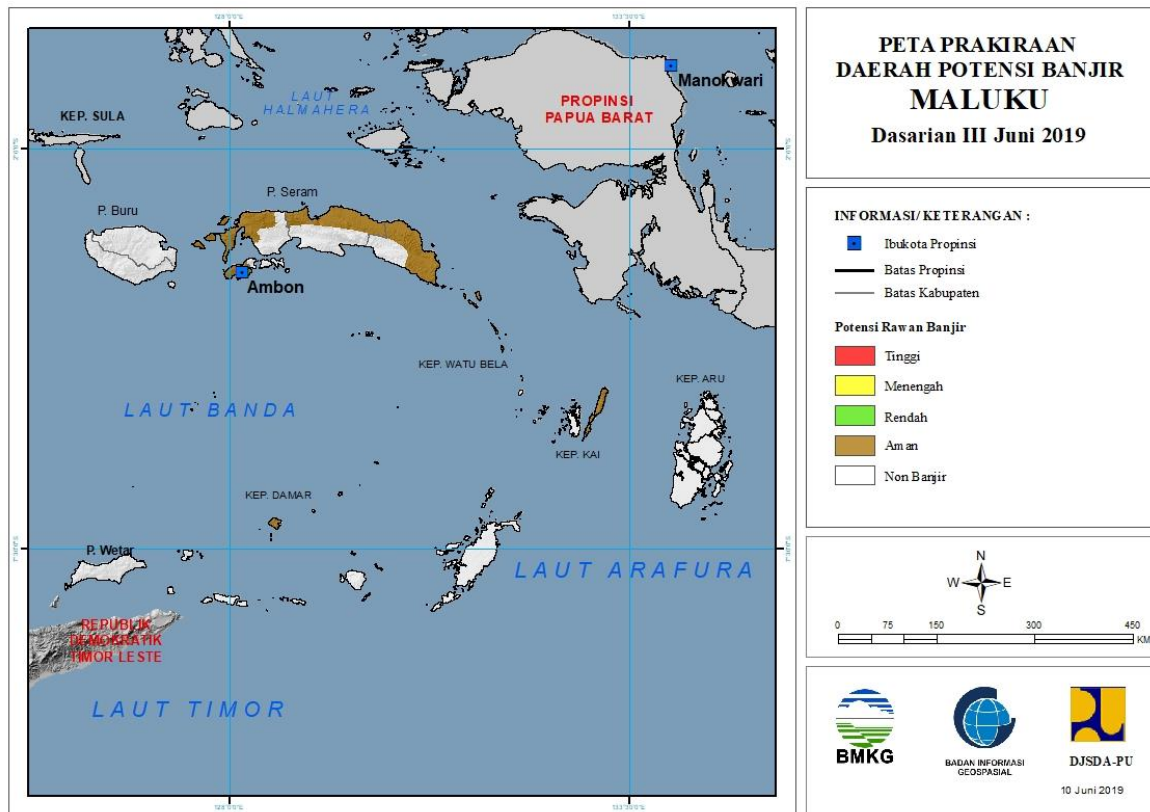 PETA PRAKIRAAN
DAERAH POTENSI BANJIR
MALUKU
Dasarian III Juni 2019
INFORMASI/ KETERANGAN :
Ibukota Propinsi
Batas Propinsi
Batas Kabupaten
Potensi Rawan Banjir
Tinggi
Menengah
Rendah
Aman
Non Banjir
N
W E
S
0 75 150 300 450
KM
BMKG
BADAN INFORMASI
GEOSPASIAL
DJSDA-PU
10 Juni 2019
Manokwari
LAUT
HALMAHERA
PROPINSI
PAPUA BARAT
KEP. SULA
P. Seram
P. Buru
Ambon
KEP. WATU BELA
KEP. ARU
LAUT BANDA
KEP. KAI
KEP. DAMAR
P. Wetar
LAUT ARAFURA
REPUBLIK
DEMOKRATIK
TIMOR LESTE
LAUT TIMOR